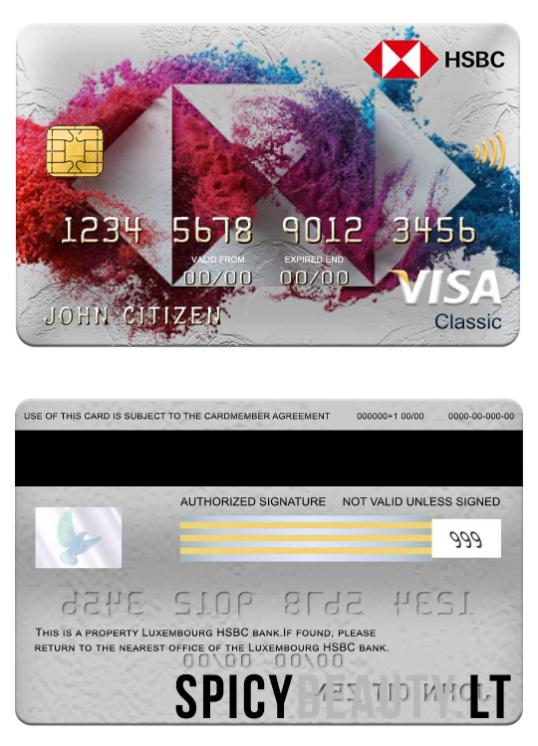 HSBC
1234 5678 9012 3456
VALID FROM EXPIRED END
00/00 00/00
VISA
JOHN CITIZEN
Classic
USE OF THIS CARD IS SUBJECT TO THE CARDMEMBER AGREEMENT 000000+1 00/00 0000-00-000-00
AUTHORIZED SIGNATURE NOT VALID UNLESS SIGNED
999
THIS IS A PROPERTY LUXEMBOURG HSBC BANK.IF FOUND, PLEASE
RETURN TO THE NEAREST OFFICE OF THE LUXEMBOURG HSBC BANK.
00/00 00/00
SPICYBEAUTY.LT